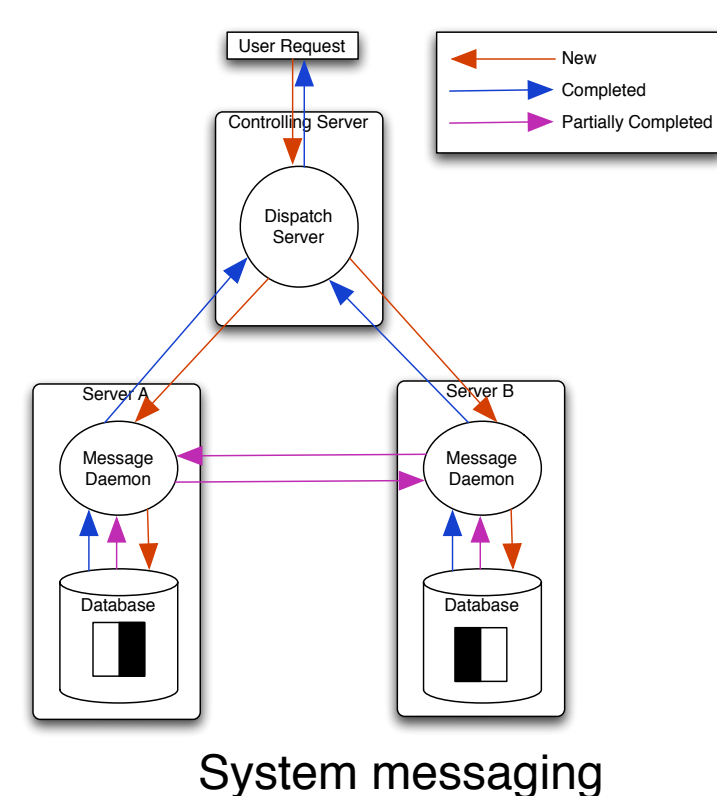 User Request
New
Completed
Partially Completed
Controlling Server
Dispatch
Server
Server A
Server B
Message
Daemon
Message
Daemon
Database
Database
System messaging